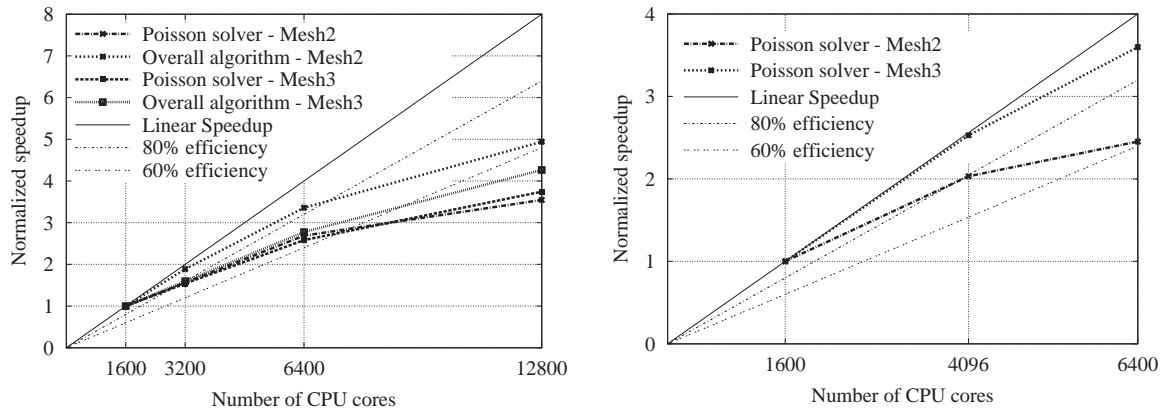 8
7
6
5
4
3
2
1
0
Normalized speedup
Poisson solver - Mesh2
Overall algorithm - Mesh2
Poisson solver - Mesh3
Overall algorithm - Mesh3
Linear Speedup
80% efficiency
60% efficiency
1600 3200 6400 12800
Number of CPU cores
4
3
2
1
0
Normalized speedup
Poisson solver - Mesh2
Poisson solver - Mesh3
Linear Speedup
80% efficiency
60% efficiency
1600 4096 6400
Number of CPU cores